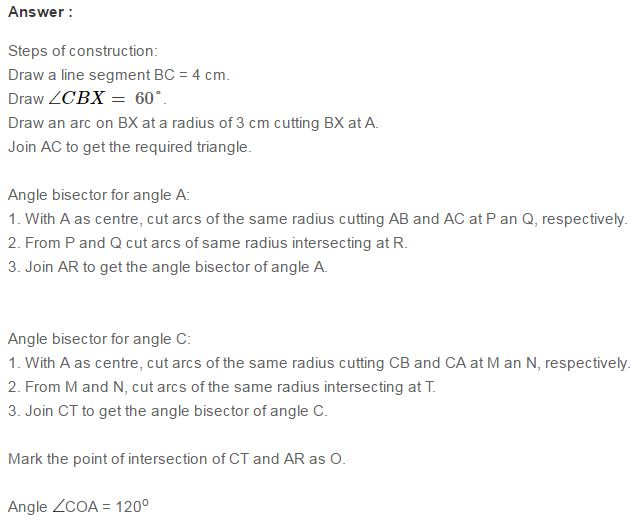 Answer :
Steps of construction:
Draw a line segment BC = 4 cm.
Draw ∠CBX = 60°.
Draw an arc on BX at a radius of 3 cm cutting BX at A.
Join AC to get the required triangle.
Angle bisector for angle A:
1. With A as centre, cut arcs of the same radius cutting AB and AC at P an Q, respectively.
2. From P and Q cut arcs of same radius intersecting at R.
3. Join AR to get the angle bisector of angle A.
Angle bisector for angle C:
1. With A as centre, cut arcs of the same radius cutting CB and CA at M an N, respectively.
2. From M and N, cut arcs of the same radius intersecting at T.
3. Join CT to get the angle bisector of angle C.
Mark the point of intersection of CT and AR as O.
Angle ∠COA = 120⁰